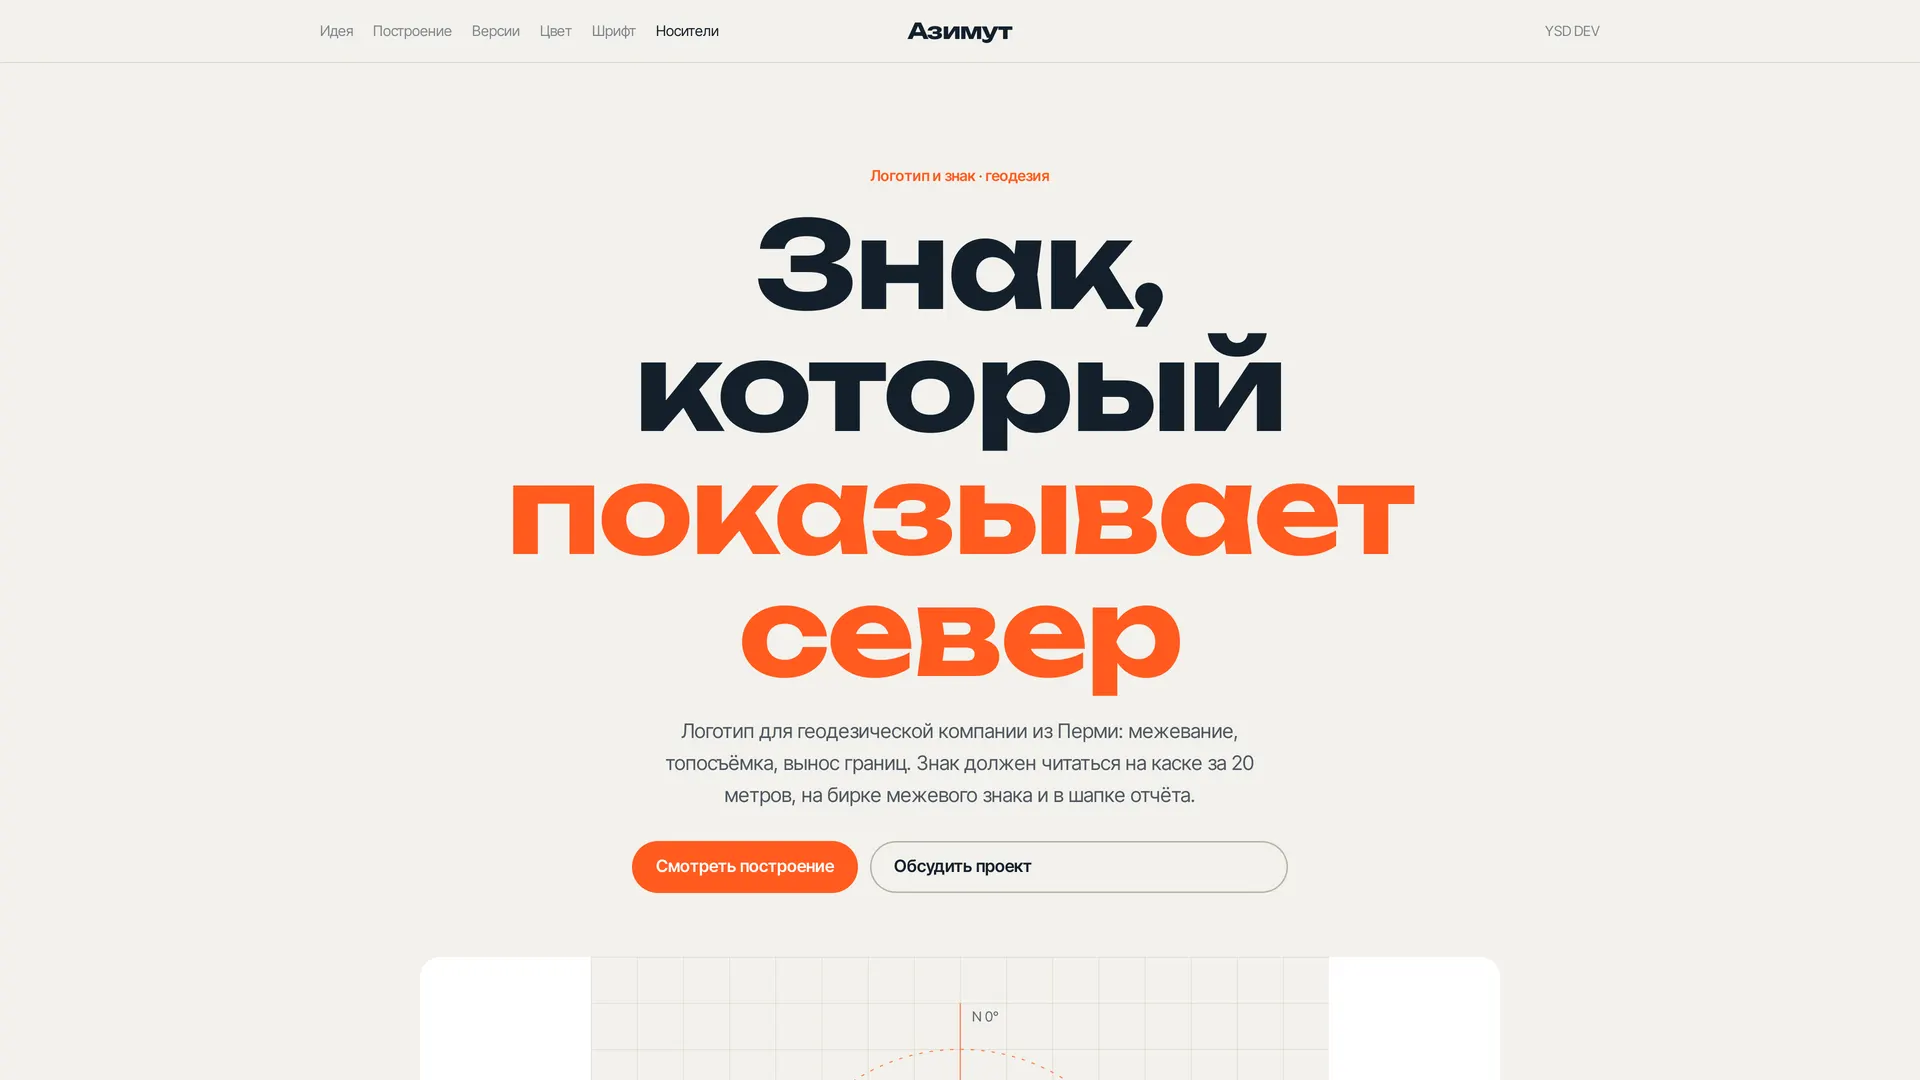 Идея Построение Версии Цвет Шрифт Носители Азимут YSD DEV
Логотип и знак · геодезия
Знак,
который
показывает
север
Логотип для геодезической компании из Перми: межевание,
топосъёмка, вынос границ. Знак должен читаться на каске за 20
метров, на бирке межевого знака и в шапке отчёта.
Смотреть построение Обсудить проект
N 0°